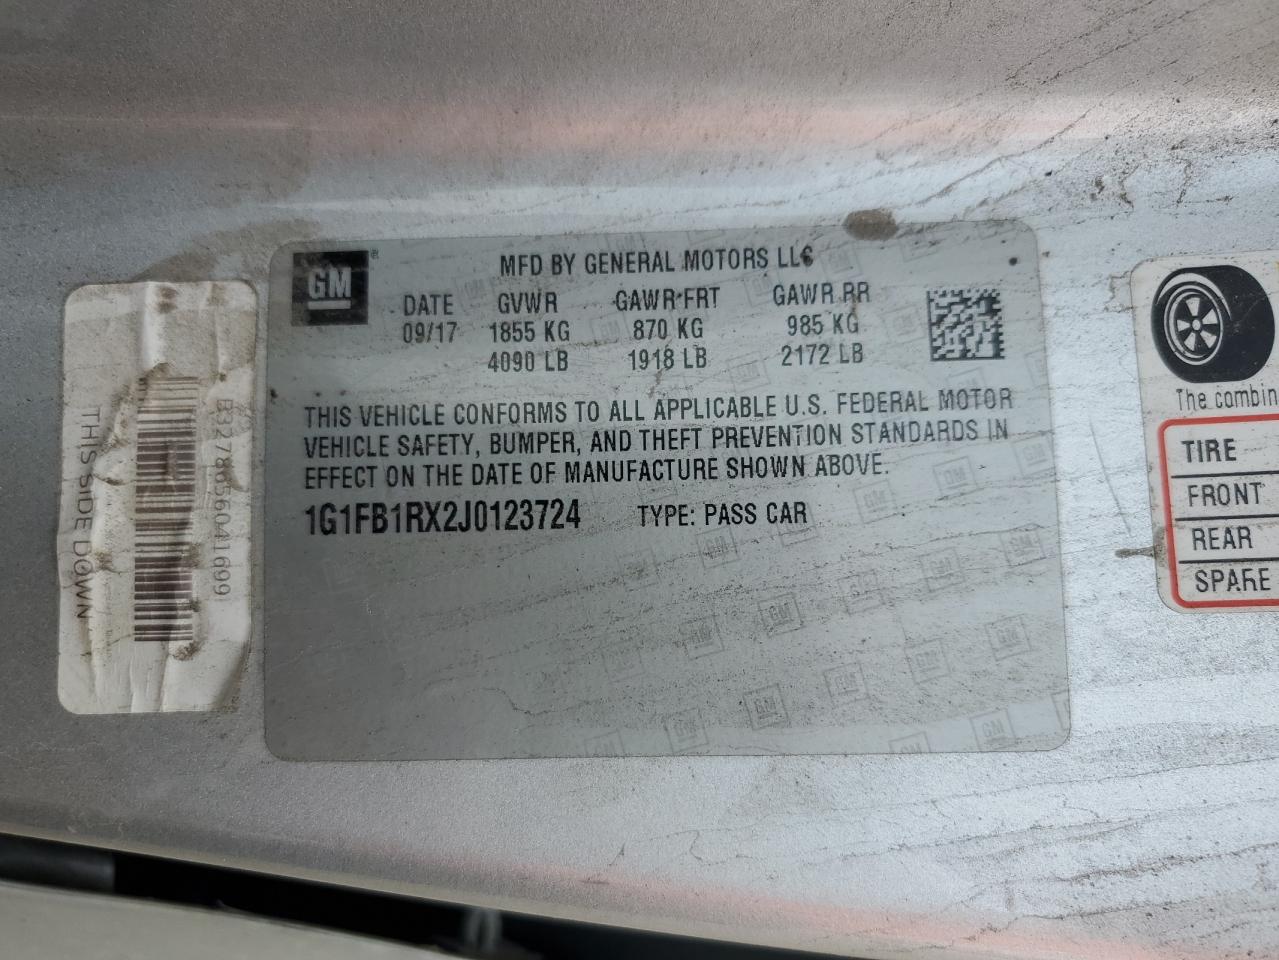 GM
MFD BY GENERAL MOTORS LLC
DATE GVWR GAWR FRT GAWR RR
09/17 1855 KG 870 KG 985 KG
4090 LB 1918 LB 2172 LB
THIS VEHICLE CONFORMS TO ALL APPLICABLE U.S. FEDERAL MOTOR
VEHICLE SAFETY, BUMPER, AND THEFT PREVENTION STANDARDS IN
EFFECT ON THE DATE OF MANUFACTURE SHOWN ABOVE.
1G1FB1RX2J0123724 TYPE: PASS CAR
B3278656041699
THIS SIDE DOWN
The combin
TIRE
FRONT
REAR
SPARE